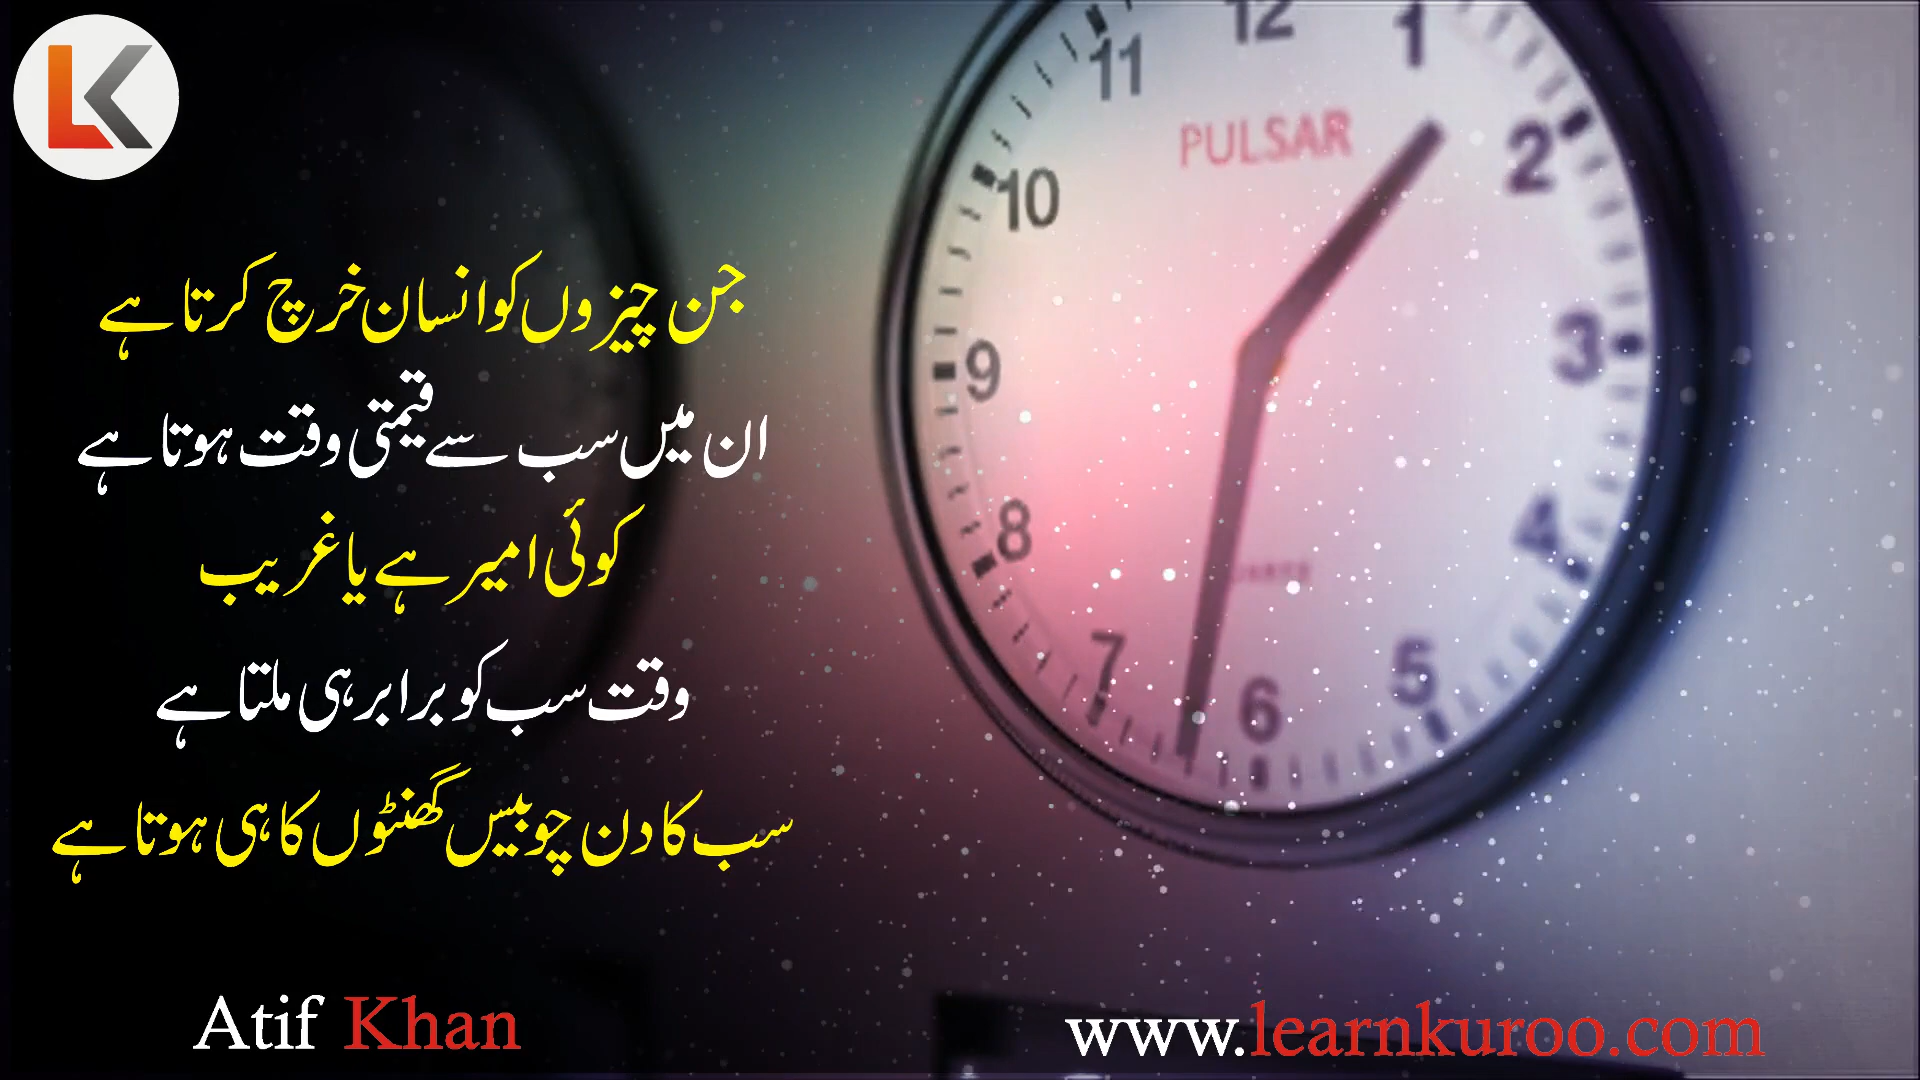 LK
جن چیزوں کو انسان خرچ کرتا ہے
ان میں سب سے قیمتی وقت ہوتا ہے
کوئی امیر ہے یا غریب
وقت سب کو برابر ہی ملتا ہے
سب کا دن چوبیس گھنٹوں کا ہی ہوتا ہے
12
11
1
PULSAR
2
10
3
9
4
8
7
5
6
Atif Khan
www.learnkuroo.com